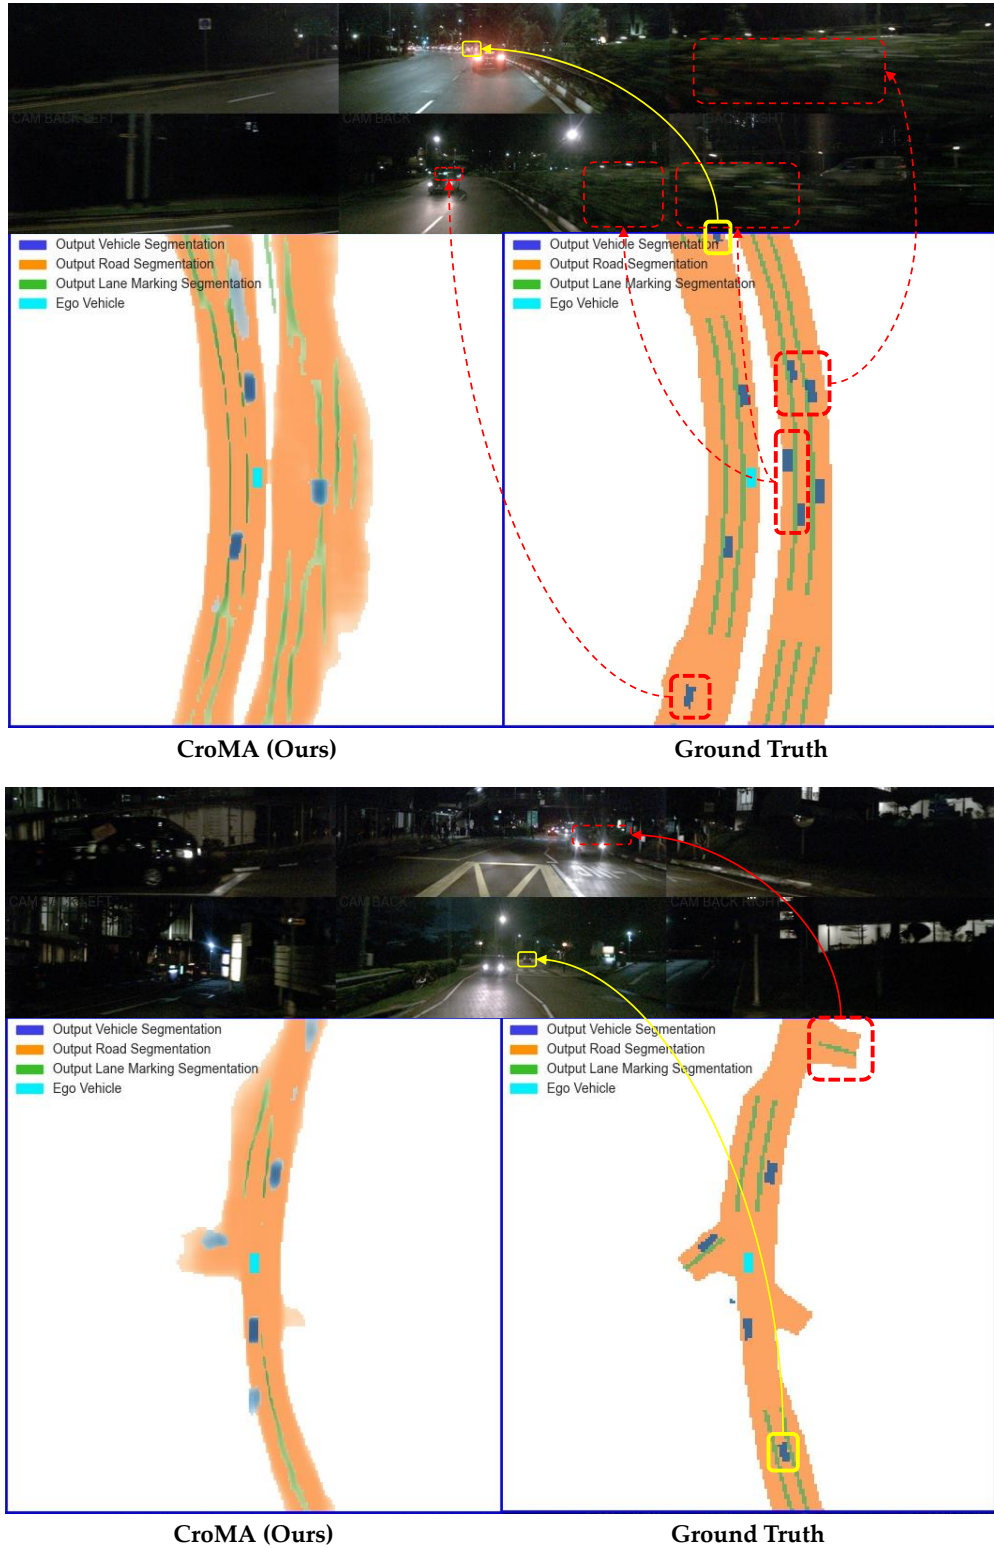 CAM BACK LEFT
CAM BACK
CAM BACK RIGHT
Output Vehicle Segmentation
Output Road Segmentation
Output Lane Marking Segmentation
Ego Vehicle
Output Vehicle Segmentation
Output Road Segmentation
Output Lane Marking Segmentation
Ego Vehicle
CroMA (Ours)
Ground Truth
CAM BACK LEFT
CAM BACK
CAM BACK RIGHT
Output Vehicle Segmentation
Output Road Segmentation
Output Lane Marking Segmentation
Ego Vehicle
Output Vehicle Segmentation
Output Road Segmentation
Output Lane Marking Segmentation
Ego Vehicle
CroMA (Ours)
Ground Truth